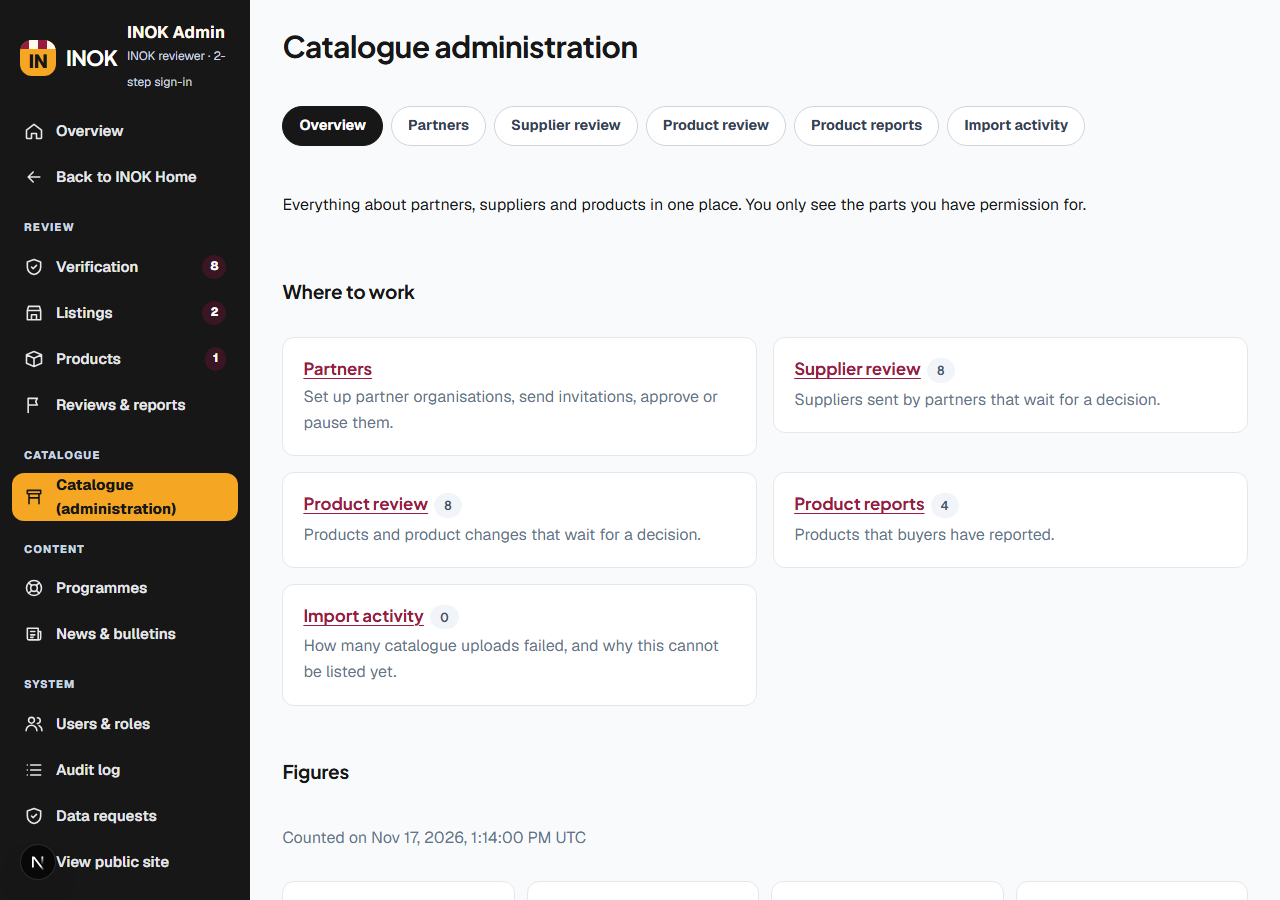 IN INOK
INOK Admin
INOK reviewer · 2-
step sign-in
Overview
Back to INOK Home
REVIEW
Verification 8
Listings 2
Products 1
Reviews & reports
CATALOGUE
Catalogue
(administration)
CONTENT
Programmes
News & bulletins
SYSTEM
Users & roles
Audit log
Data requests
N View public site
Catalogue administration
Overview Partners Supplier review Product review Product reports Import activity
Everything about partners, suppliers and products in one place. You only see the parts you have permission for.
Where to work
Partners
Set up partner organisations, send invitations, approve or
pause them.
Supplier review 8
Suppliers sent by partners that wait for a decision.
Product review 8
Products and product changes that wait for a decision.
Product reports 4
Products that buyers have reported.
Import activity 0
How many catalogue uploads failed, and why this cannot
be listed yet.
Figures
Counted on Nov 17, 2026, 1:14:00 PM UTC